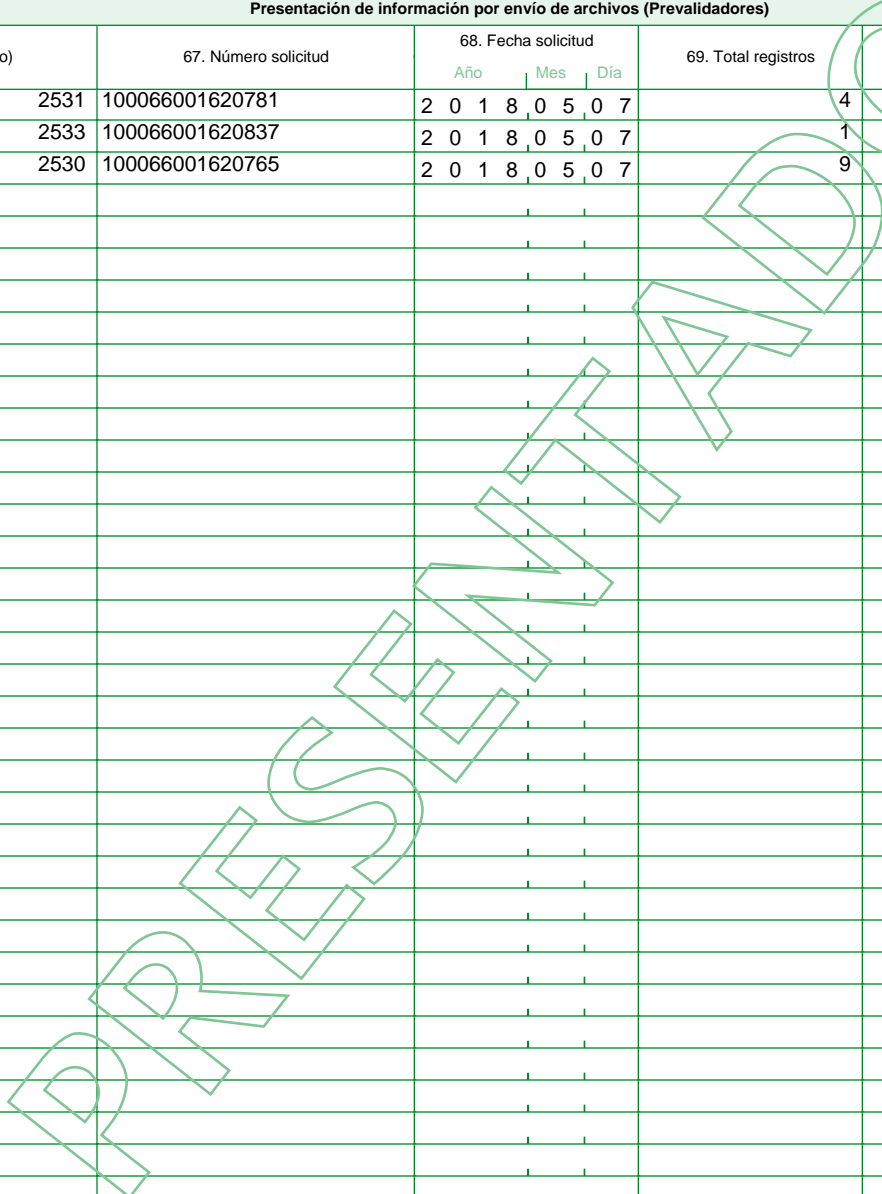 Presentación de información por envío de archivos (Prevalidadores)
o) 67. Número solicitud 68. Fecha solicitud 69. Total registros
Año Mes Día
2531 100066001620781 2 0 1 8 0 5 0 7 4
2533 100066001620837 2 0 1 8 0 5 0 7 1
2530 100066001620765 2 0 1 8 0 5 0 7 9
PRESENTADO